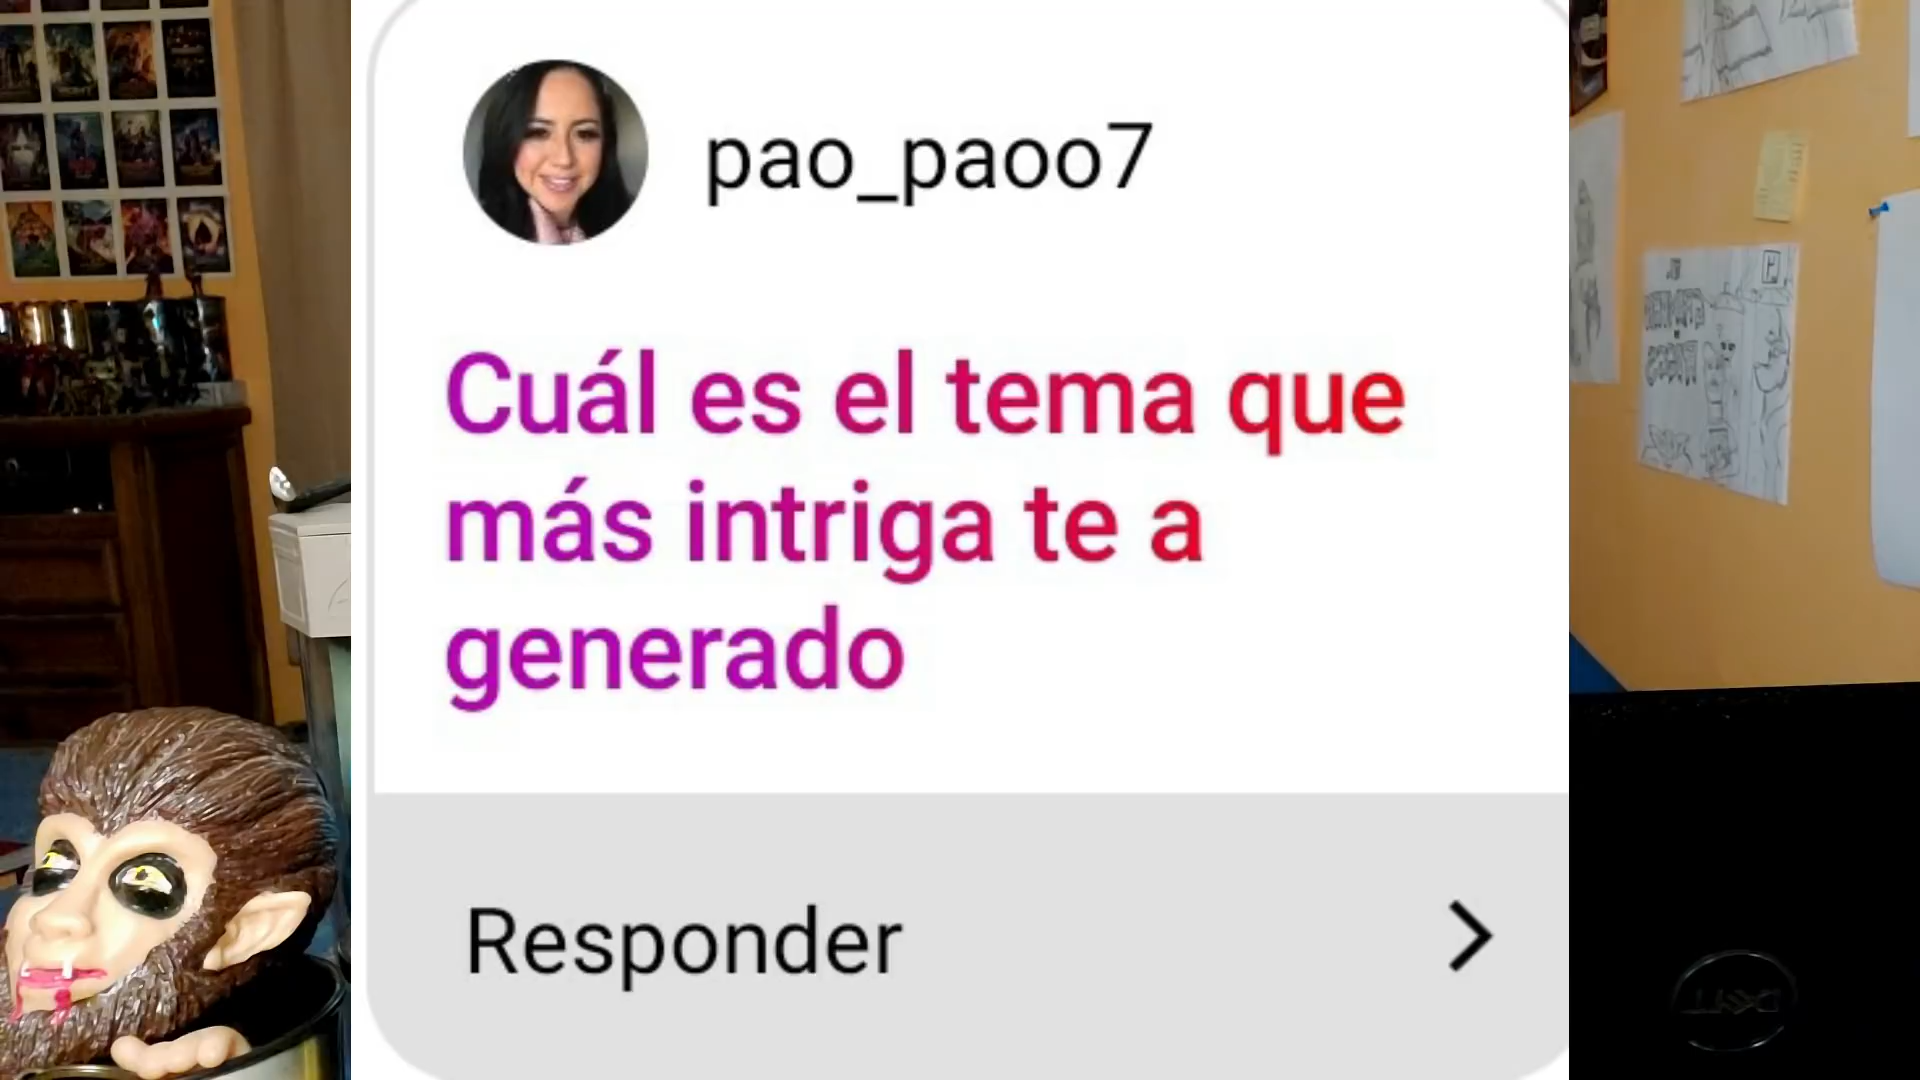 pao_paoo7
Cuál es el tema que
más intriga te a
generado
Responder